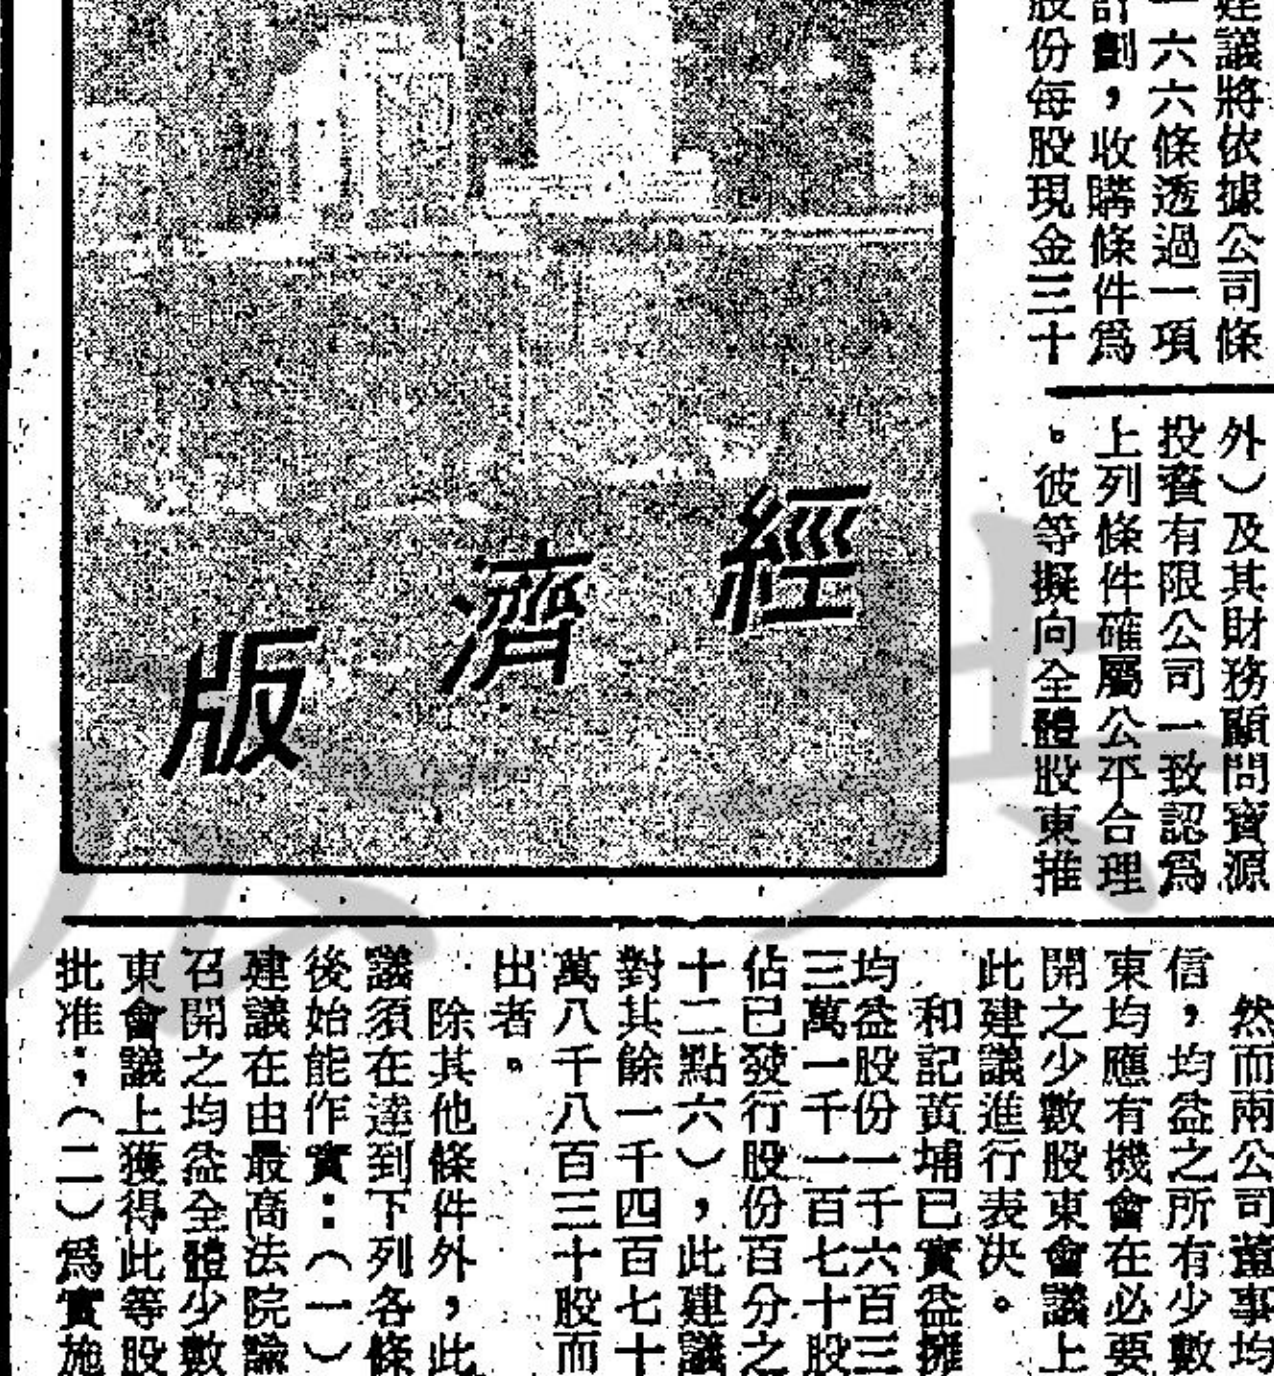 建議將依據公司條
一六六條透過一項
計劃，收購條件爲
股份每股現金三十
外）及其財務顧問寶源
投資有限公司一致認爲
上列條件確屬公平合理
。彼等擬向全體股東推
經濟版
然而兩公司董事均
信，均益之所有少數
東均應有機會在必要
開之少數股東會議上
此建議進行表决。
和記黃埔已實益擁
均益股份一千六百三
三萬一千一百七十股
佔已發行股份百分之
十二點六），此建議
對其餘一千四百七十
萬八千八百三十股而
出者。
除其他條件外，此
議須在達到下列各條
後始能作實：（一）
建議在由最高法院諭
召開之均益全體少數
東會議上獲得此等股
批准；（二）爲實施